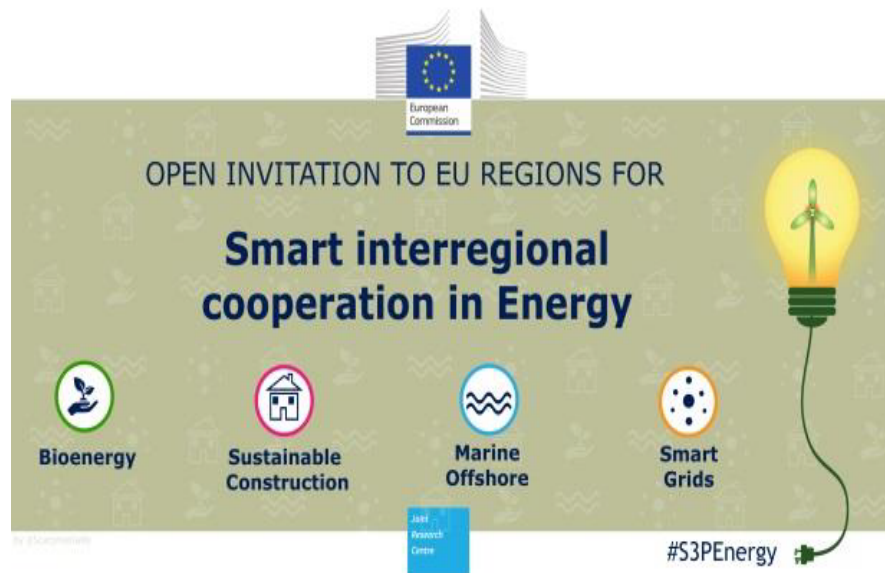 European
Commission
OPEN INVITATION TO EU REGIONS FOR
Smart interregional
cooperation in Energy
Bioenergy
Sustainable
Construction
Marine
Offshore
Smart
Grids
Joint
Research
Centre
#S3PEnergy